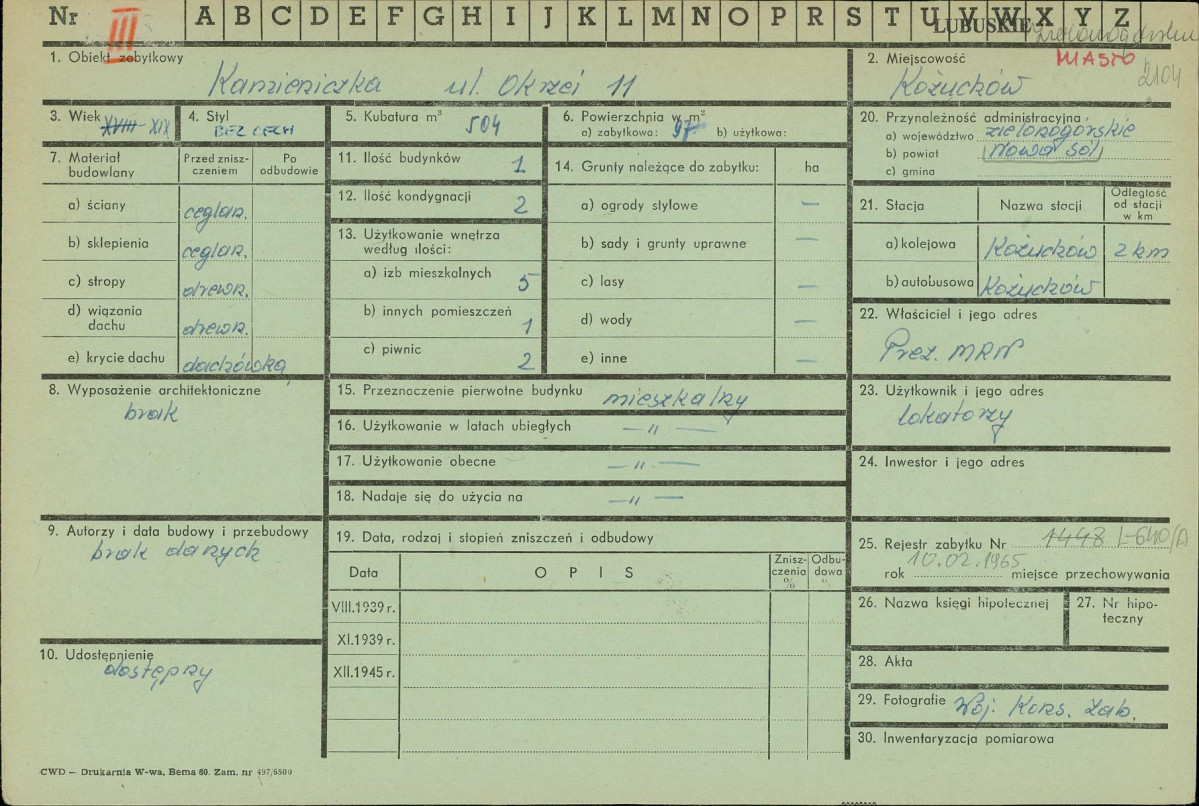 Nr III A B C D E F G H I J K L M N O P R S T U V W X Y Z
LUBUSKIE
MIASTO 2104
1. Obiekt zabytkowy
Kamieniczka ul. Okrzei 11
2. Miejscowość
Kożuchów
3. Wiek XVIII-XIX
4. Styl
BEZ CECH
5. Kubatura m³ 504
6. Powierzchnia w m²
a) zabytkowa: 97 b) użytkowa:
20. Przynależność administracyjna
a) województwo zielonogórskie
b) powiat (Nowa Sól)
c) gmina
7. Materiał budowlany
Przed zniszczeniem
Po odbudowie
a) ściany ceglan.
b) sklepienia ceglan.
c) stropy drewn.
d) wiązania dachu drewn.
e) krycie dachu dachówka
11. Ilość budynków 1
12. Ilość kondygnacji 2
13. Użytkowanie wnętrza
według ilości:
a) izb mieszkalnych 5
b) innych pomieszczeń 1
c) piwnic 2
14. Grunty należące do zabytku: ha
a) ogrody stylowe —
b) sady i grunty uprawne —
c) lasy —
d) wody —
e) inne —
21. Stacja Nazwa stacji Odległość od stacji w km
a) kolejowa Kożuchów 2 km
b) autobusowa Kożuchów
22. Właściciel i jego adres
Prez. MRN
8. Wyposażenie architektoniczne
brak
15. Przeznaczenie pierwotne budynku mieszkalny
16. Użytkowanie w latach ubiegłych — " —
17. Użytkowanie obecne — " —
18. Nadaje się do użycia na — " —
23. Użytkownik i jego adres
lokatorzy
24. Inwestor i jego adres
9. Autorzy i data budowy i przebudowy
brak danych
19. Data, rodzaj i stopień zniszczeń i odbudowy
Data OPIS Zniszczenia % Odbudowa %
VIII.1939 r.
XI.1939 r.
XII.1945 r.
25. Rejestr zabytku Nr 1448 L-640/A
10.02.1965
rok miejsce przechowywania
26. Nazwa księgi hipotecznej
27. Nr hipoteczny
10. Udostępnienie
dostępny
28. Akta
29. Fotografie Woj. Kons. Zab.
30. Inwentaryzacja pomiarowa
CWD — Drukarnia W-wa, Bema 60. Zam. nr 497/6500